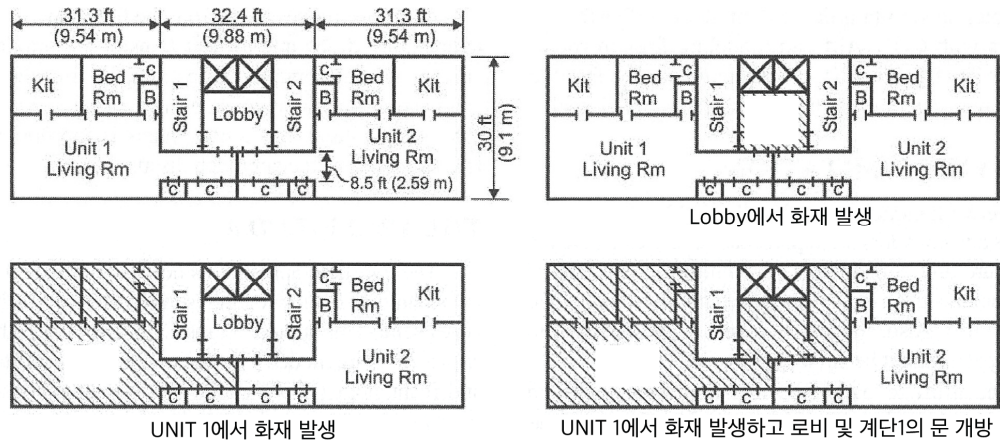 31.3 ft
(9.54 m)
32.4 ft
(9.88 m)
31.3 ft
(9.54 m)
Kit
Bed
Rm
C
B
Stair 1
Lobby
Stair 2
C
B
Bed
Rm
Kit
Unit 1
Living Rm
Unit 2
Living Rm
8.5 ft (2.59 m)
C
C
C
C
30 ft
(9.1 m)
Kit
Bed
Rm
C
B
Stair 1
Stair 2
C
B
Bed
Rm
Kit
Unit 1
Living Rm
Unit 2
Living Rm
C
C
C
C
Lobby에서 화재 발생
Stair 1
Lobby
Stair 2
C
B
Bed
Rm
Kit
Unit 2
Living Rm
C
C
C
C
UNIT 1에서 화재 발생
Stair 1
C
B
Bed
Rm
Kit
Unit 2
Living Rm
C
C
C
C
UNIT 1에서 화재 발생하고 로비 및 계단1의 문 개방